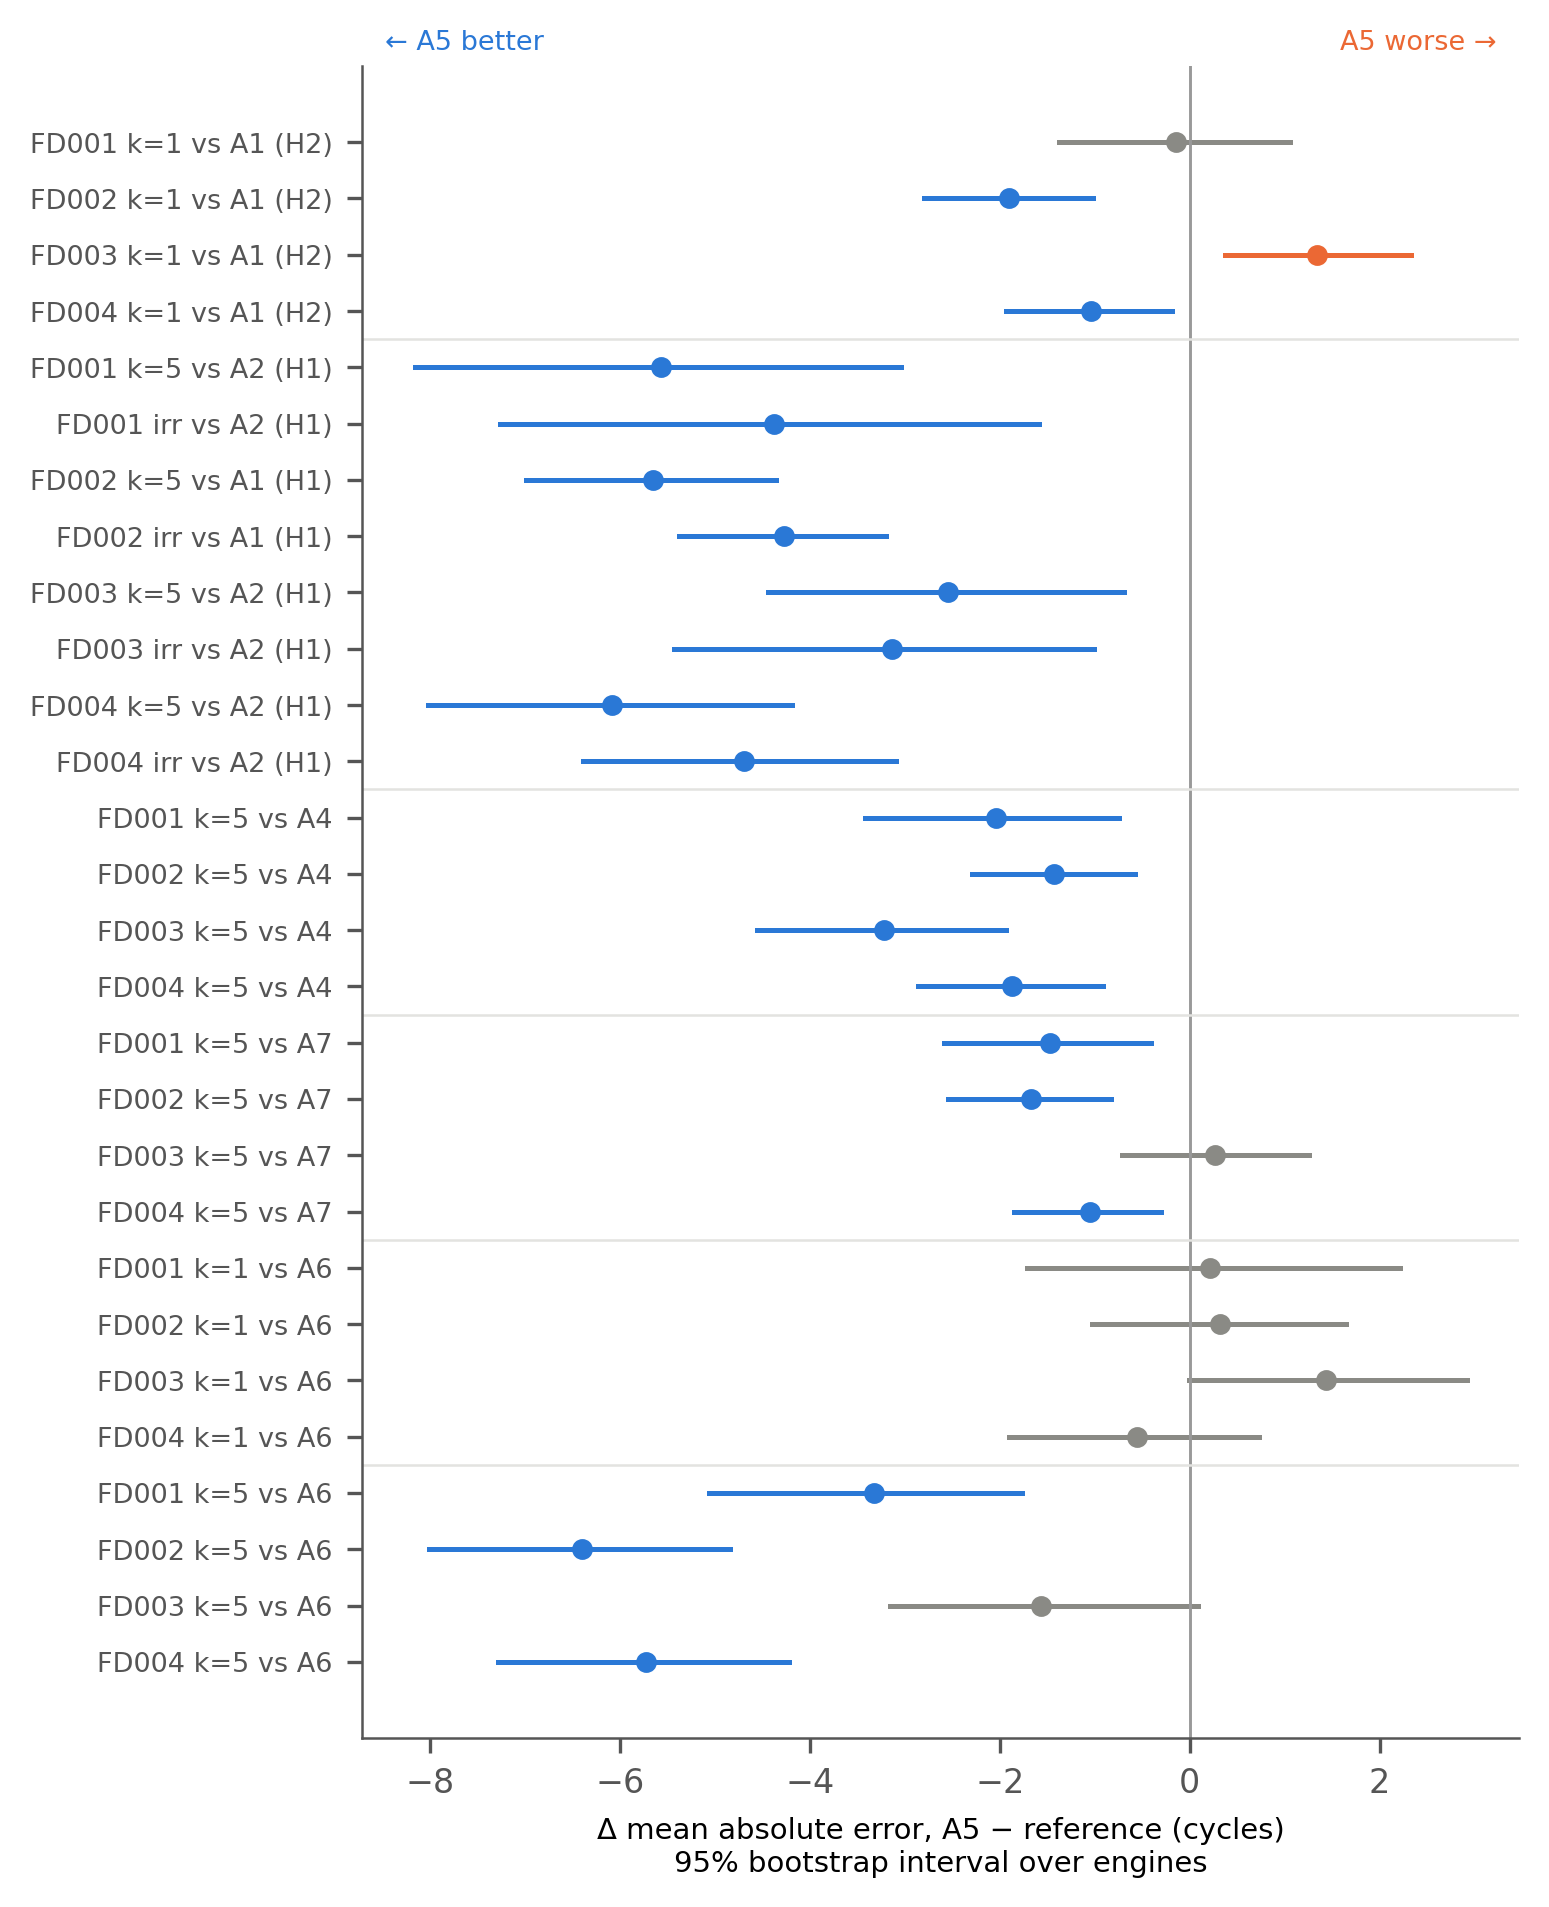 ← A5 better
A5 worse →
FD001 k=1 vs A1 (H2)
FD002 k=1 vs A1 (H2)
FD003 k=1 vs A1 (H2)
FD004 k=1 vs A1 (H2)
FD001 k=5 vs A2 (H1)
FD001 irr vs A2 (H1)
FD002 k=5 vs A1 (H1)
FD002 irr vs A1 (H1)
FD003 k=5 vs A2 (H1)
FD003 irr vs A2 (H1)
FD004 k=5 vs A2 (H1)
FD004 irr vs A2 (H1)
FD001 k=5 vs A4
FD002 k=5 vs A4
FD003 k=5 vs A4
FD004 k=5 vs A4
FD001 k=5 vs A7
FD002 k=5 vs A7
FD003 k=5 vs A7
FD004 k=5 vs A7
FD001 k=1 vs A6
FD002 k=1 vs A6
FD003 k=1 vs A6
FD004 k=1 vs A6
FD001 k=5 vs A6
FD002 k=5 vs A6
FD003 k=5 vs A6
FD004 k=5 vs A6
−8 −6 −4 −2 0 2
Δ mean absolute error, A5 − reference (cycles)
95% bootstrap interval over engines